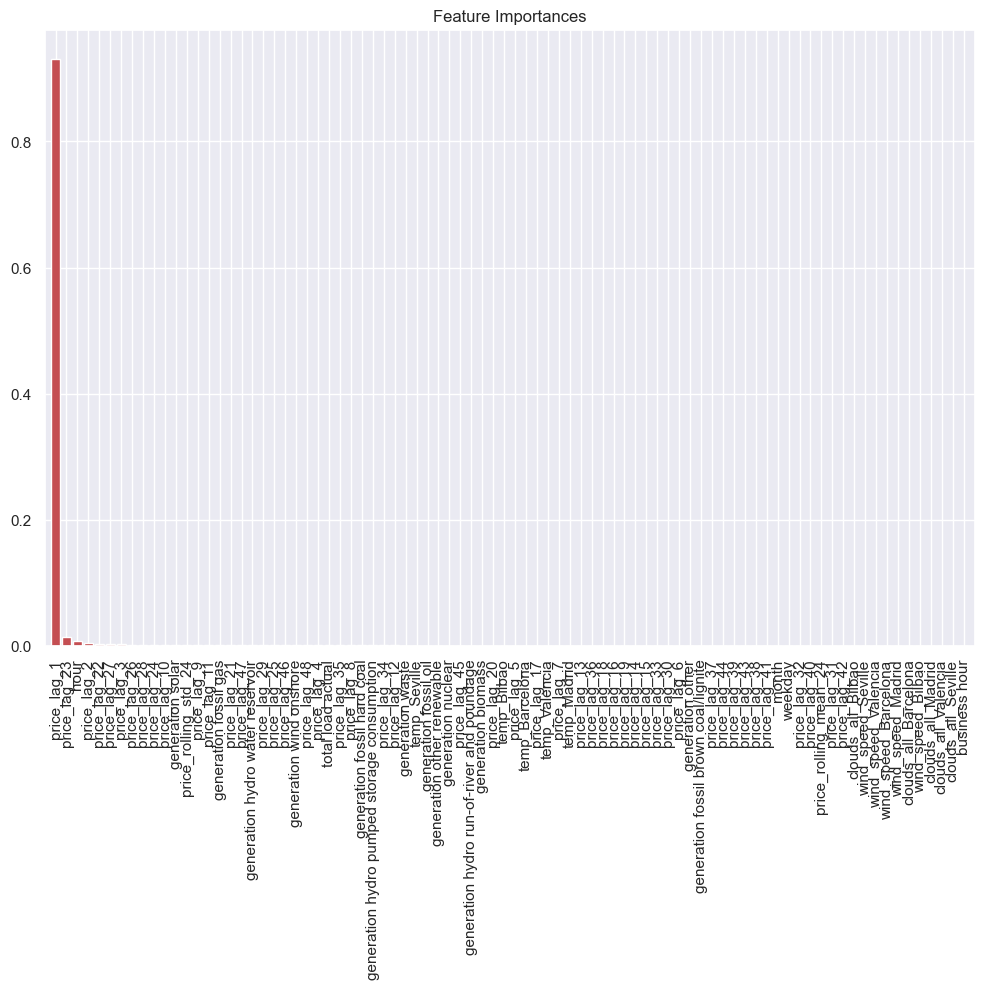 Feature Importances
0.8
0.6
0.4
0.2
0.0
price_lag_1
price_lag_23
hour
price_lag_2
price_lag_22
price_lag_27
price_lag_3
price_lag_26
price_lag_28
price_lag_24
price_lag_10
generation solar
price_rolling_std_24
price_lag_9
price_lag_11
generation fossil gas
price_lag_21
price_lag_47
generation hydro water reservoir
price_lag_29
price_lag_25
price_lag_46
generation wind onshore
price_lag_48
price_lag_4
total load actual
price_lag_35
price_lag_8
generation fossil hard coal
generation hydro pumped storage consumption
price_lag_34
price_lag_12
generation waste
temp_Seville
generation fossil oil
generation other renewable
generation nuclear
price_lag_45
generation hydro run-of-river and poundage
generation biomass
price_lag_20
temp_Bilbao
price_lag_5
temp_Barcelona
price_lag_17
temp_Valencia
price_lag_7
temp_Madrid
price_lag_13
price_lag_36
price_lag_18
price_lag_16
price_lag_19
price_lag_14
price_lag_15
price_lag_33
price_lag_30
price_lag_6
generation other
generation fossil brown coal/lignite
price_lag_37
price_lag_44
price_lag_39
price_lag_43
price_lag_38
price_lag_41
month
weekday
price_lag_32
price_lag_40
price_rolling_mean_24
price_lag_31
price_lag_42
clouds_all_Bilbao
wind_speed_Seville
wind_speed_Valencia
wind_speed_Barcelona
wind_speed_Madrid
clouds_all_Barcelona
wind_speed_Bilbao
clouds_all_Madrid
clouds_all_Valencia
clouds_all_Seville
business hour